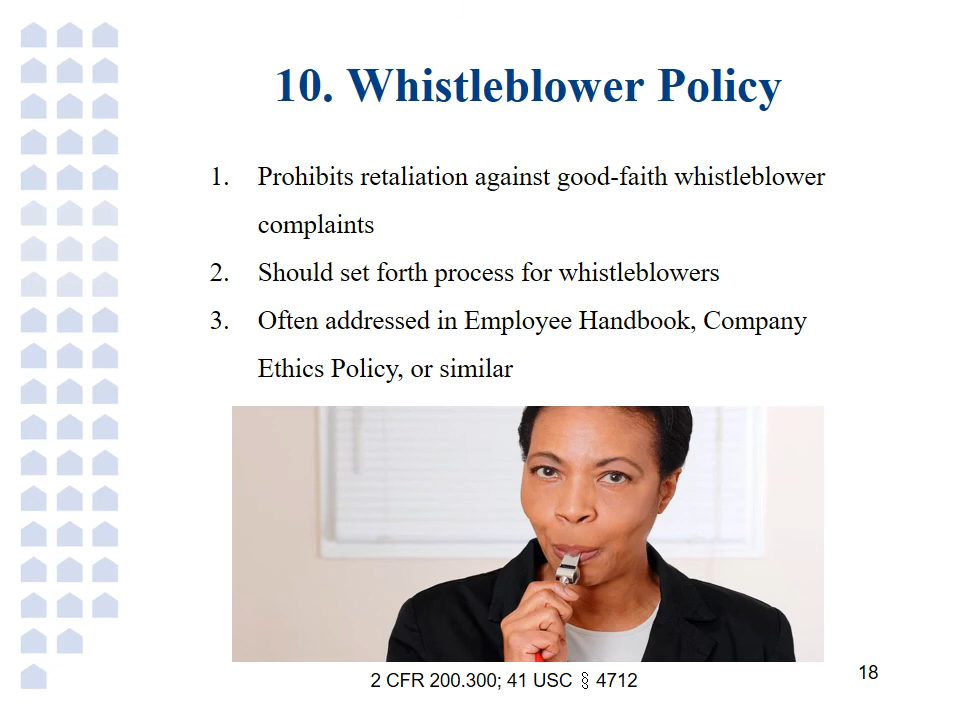 10. Whistleblower Policy
1. Prohibits retaliation against good-faith whistleblower
complaints
2. Should set forth process for whistleblowers
3. Often addressed in Employee Handbook, Company
Ethics Policy, or similar
2 CFR 200.300; 41 USC § 4712
18